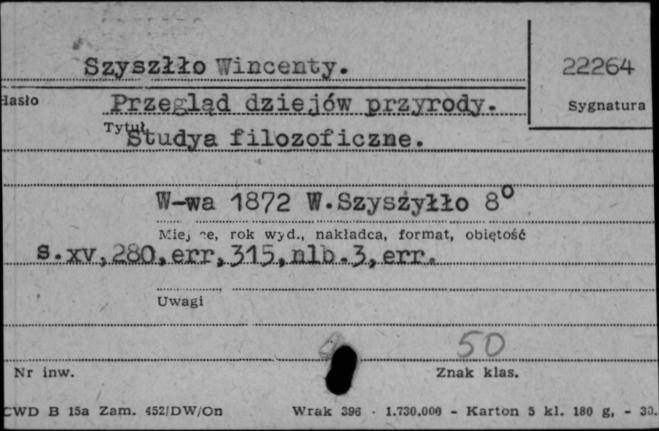 Szyszłło Wincenty.
22264
Hasło
Przegląd dziejów przyrody.
Sygnatura
Tytuł
Studya filozoficzne.
W-wa 1872 W.Szyszżyłło 8°
Miejsce, rok wyd., nakładca, format, objętość
S.xv,280,err,315,nlb.3,err.
Uwagi
50
Nr inw.
Znak klas.
CWD B 15a Zam. 452/DW/On
Wrak 396 - 1.730.000 - Karton 5 kl. 180 g, - 30.